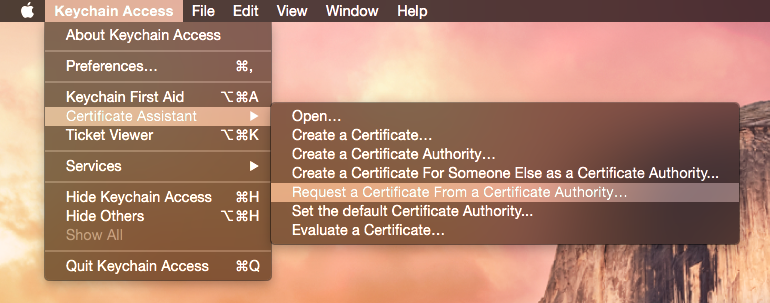 Keychain Access File Edit View Window Help
About Keychain Access
Preferences… ⌘,
Keychain First Aid ⌥⌘A
Certificate Assistant ▶
Ticket Viewer ⌥⌘K
Services ▶
Hide Keychain Access ⌘H
Hide Others ⌥⌘H
Show All
Quit Keychain Access ⌘Q
Open...
Create a Certificate...
Create a Certificate Authority...
Create a Certificate For Someone Else as a Certificate Authority...
Request a Certificate From a Certificate Authority...
Set the default Certificate Authority...
Evaluate a Certificate...